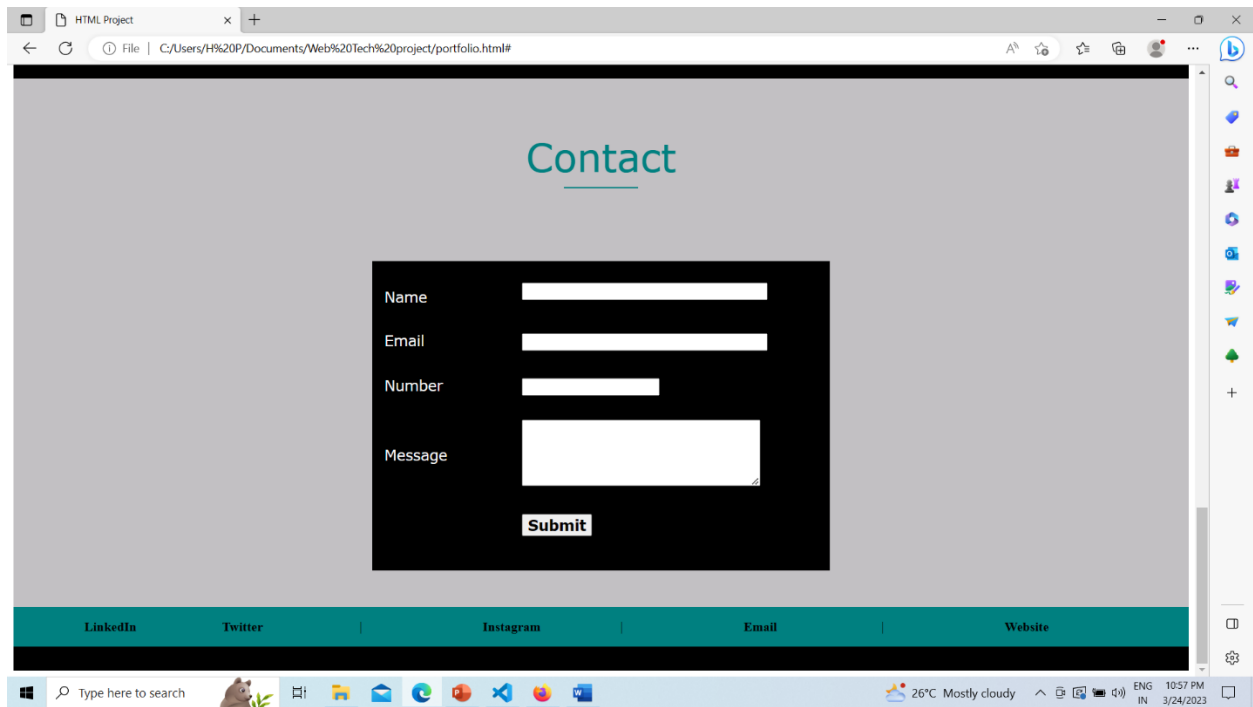 HTML Project
File | C:/Users/H%20P/Documents/Web%20Tech%20project/portfolio.html#
Contact
Name
Email
Number
Message
Submit
LinkedIn Twitter | Instagram | Email | Website
Type here to search
26°C Mostly cloudy
ENG 10:57 PM
IN 3/24/2023